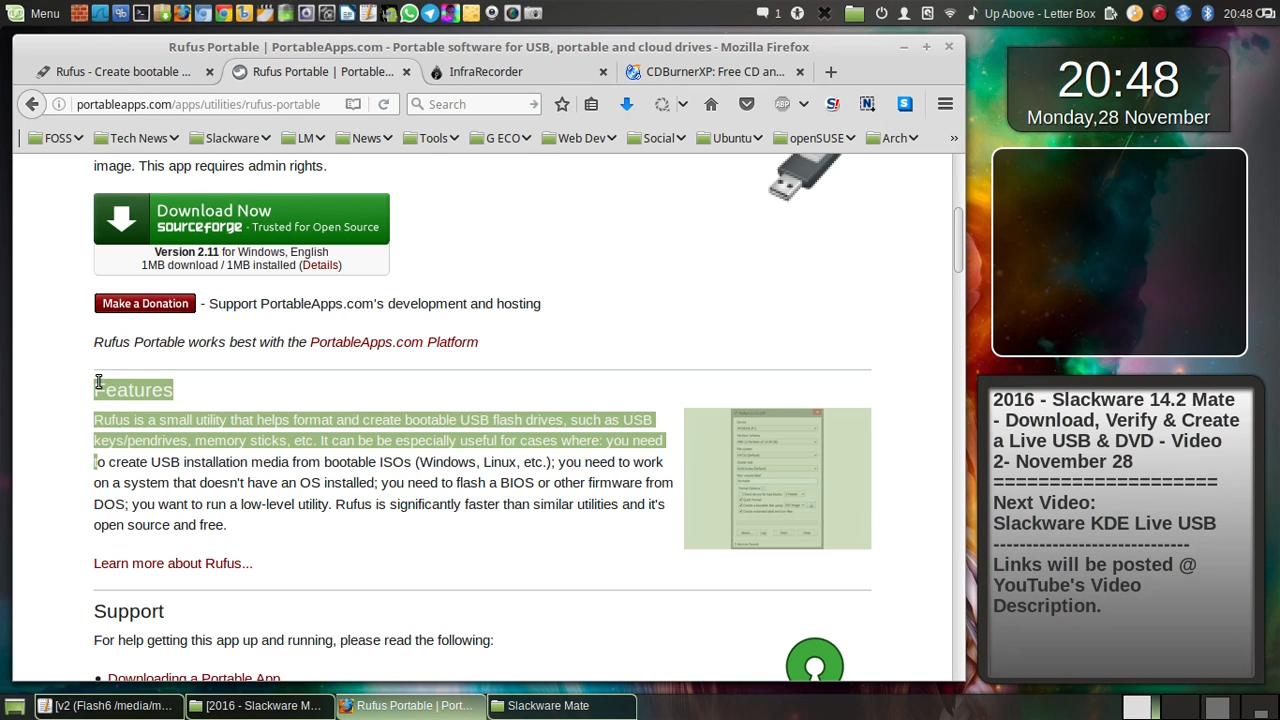 Menu
1
Up Above - Letter Box
20:48
Rufus Portable | PortableApps.com - Portable software for USB, portable and cloud drives - Mozilla Firefox
Rufus - Create bootable ...
Rufus Portable | Portable...
InfraRecorder
CDBurnerXP: Free CD an...
portableapps.com/apps/utilities/rufus-portable
Search
ABP
FOSS
Tech News
Slackware
LM
News
Tools
G ECO
Web Dev
Social
Ubuntu
openSUSE
Arch
»
image. This app requires admin rights.
Download Now
sourceforge - Trusted for Open Source
Version 2.11 for Windows, English
1MB download / 1MB installed (Details)
Make a Donation - Support PortableApps.com's development and hosting
Rufus Portable works best with the PortableApps.com Platform
Features
Rufus is a small utility that helps format and create bootable USB flash drives, such as USB
keys/pendrives, memory sticks, etc. It can be be especially useful for cases where: you need
to create USB installation media from bootable ISOs (Windows, Linux, etc.); you need to work
on a system that doesn't have an OS installed; you need to flash a BIOS or other firmware from
DOS; you want to run a low-level utility. Rufus is significantly faster than similar utilities and it's
open source and free.
Learn more about Rufus...
Support
For help getting this app up and running, please read the following:
Downloading a Portable App
20:48
Monday,28 November
2016 - Slackware 14.2 Mate
- Download, Verify & Create
a Live USB & DVD - Video
2- November 28
====================
Next Video:
Slackware KDE Live USB
----------------------------
Links will be posted @
YouTube's Video
Description.
[v2 (Flash6 /media/m...
[2016 - Slackware M...
Rufus Portable | Port...
Slackware Mate